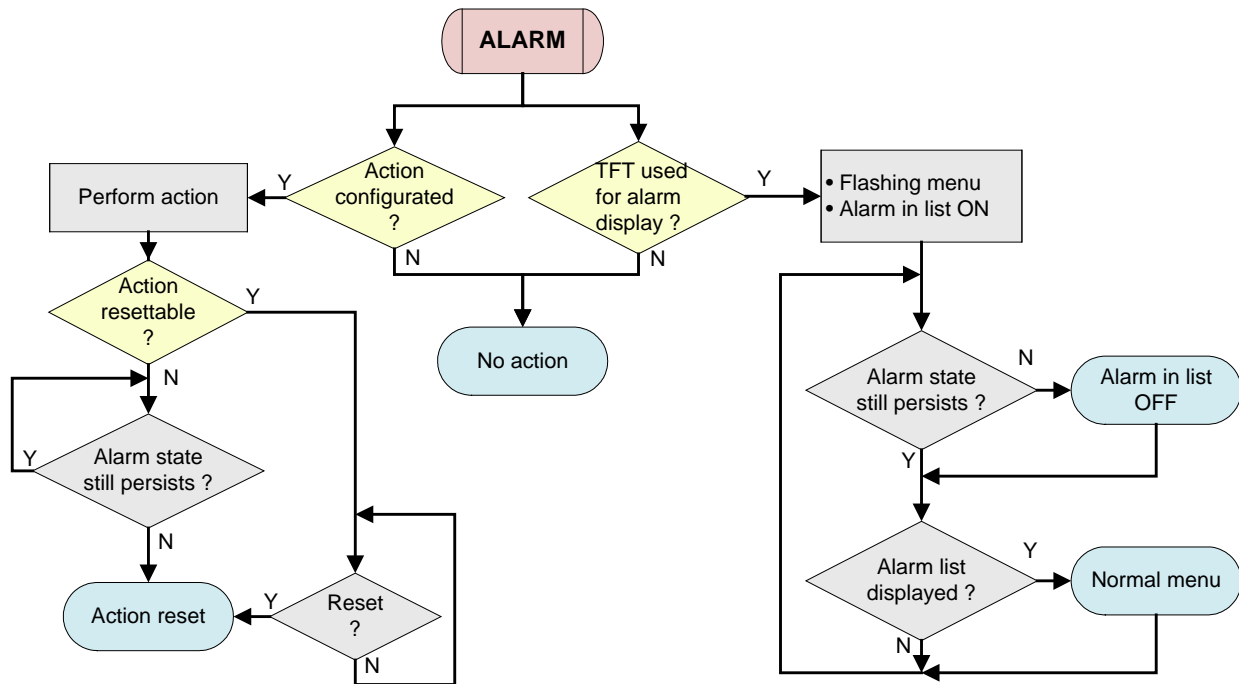 ALARM
Action
configurated
?
TFT used
for alarm
display ?
Y
Perform action
Y
• Flashing menu
• Alarm in list ON
N
N
Action
resettable
?
Y
No action
N
Alarm state
still persists ?
N
Alarm in list
OFF
Y
Alarm state
still persists ?
Y
N
Alarm list
displayed ?
Y
Normal menu
Action reset
Y
Reset
?
N
N